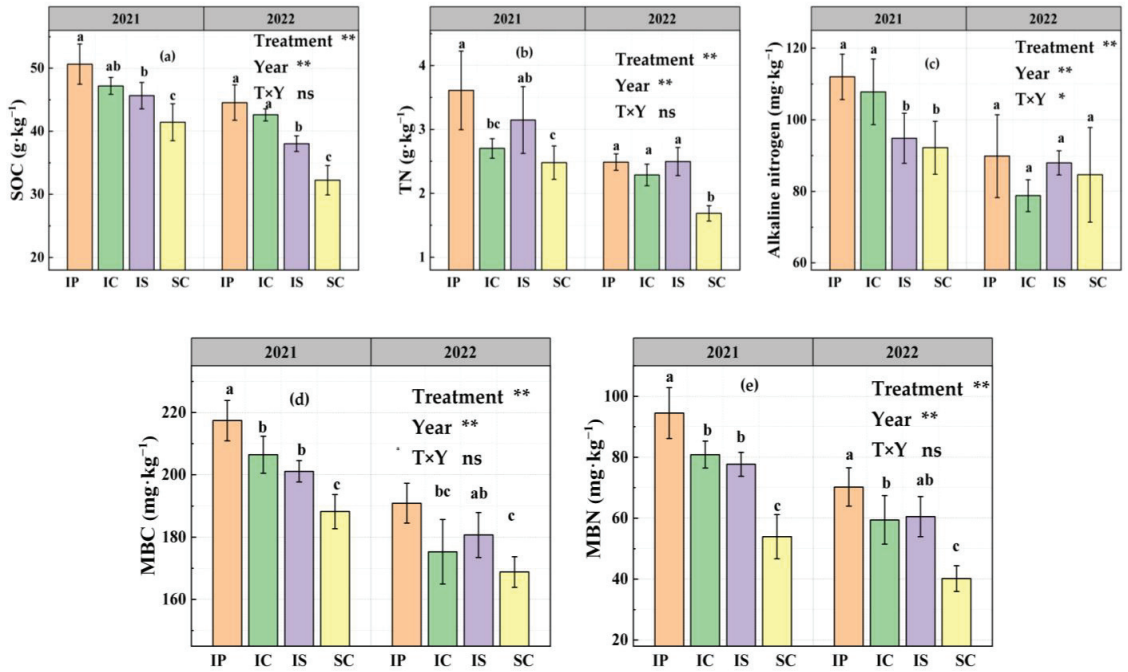 2021 2022
(a)
Treatment **
Year **
T×Y ns
SOC (g·kg⁻¹)
50
40
30
20
a ab b c a a b c
IP IC IS SC IP IC IS SC
2021 2022
(b)
Treatment **
Year **
T×Y ns
TN (g·kg⁻¹)
4
3
2
1
a bc ab c a a a b
IP IC IS SC IP IC IS SC
2021 2022
(c)
Treatment **
Year **
T×Y *
Alkaline nitrogen (mg·kg⁻¹)
120
100
80
60
a a b b a a a a
IP IC IS SC IP IC IS SC
2021 2022
(d)
Treatment **
Year **
T×Y ns
MBC (mg·kg⁻¹)
220
200
180
160
a b b c bc ab c
IP IC IS SC IP IC IS SC
2021 2022
(e)
Treatment **
Year **
T×Y ns
MBN (mg·kg⁻¹)
100
80
60
40
20
a b b c a b ab c
IP IC IS SC IP IC IS SC